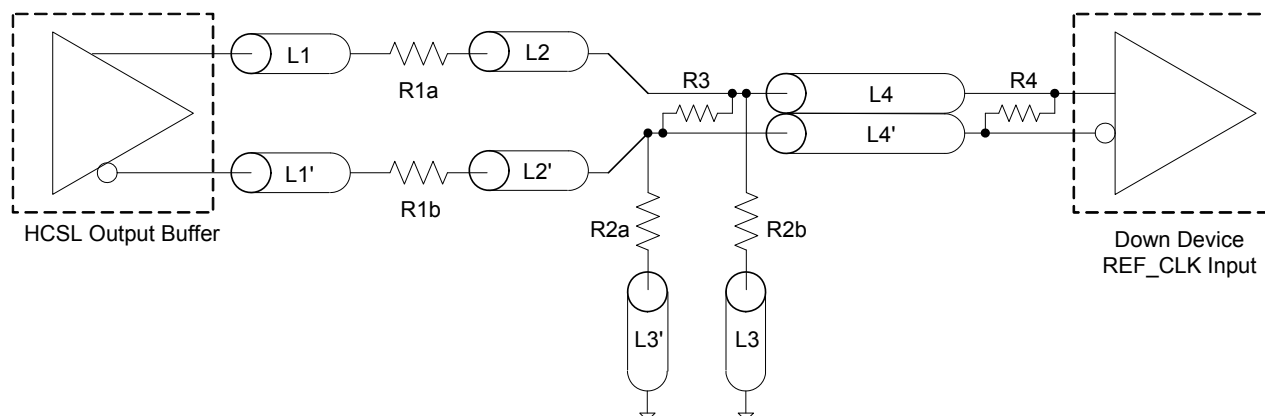 L1
R1a
L2
R3
L4
R4
L4'
L1'
R1b
L2'
HCSL Output Buffer
R2a
R2b
Down Device
REF_CLK Input
L3'
L3